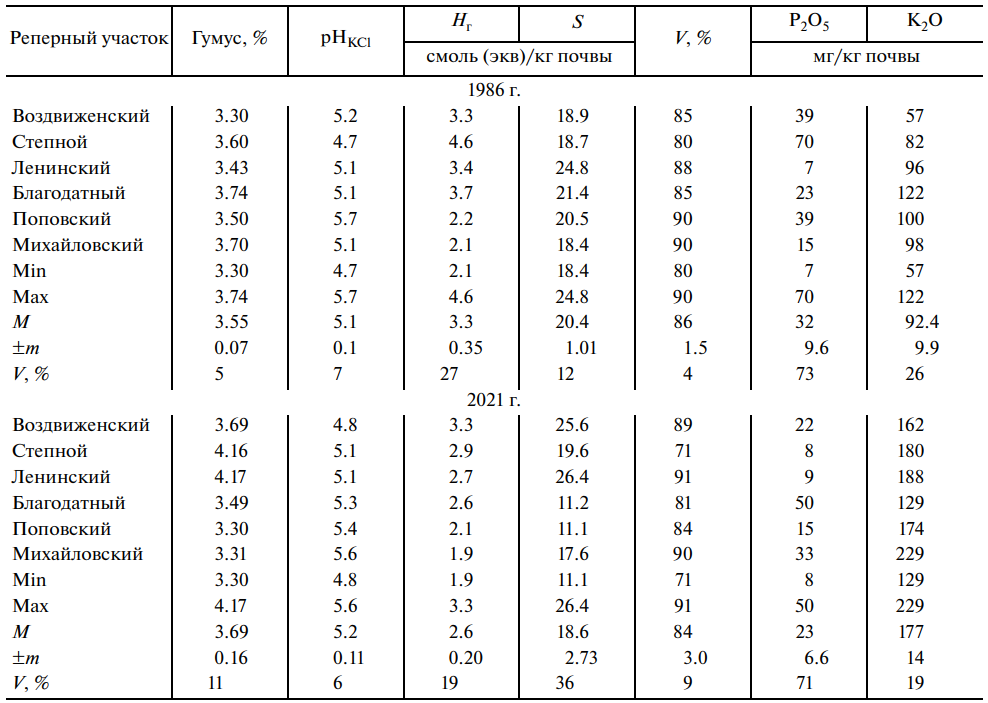 Реперный участок Гумус, % pHKCl Hг S V, % P2O5 K2O
смоль (экв)/кг почвы мг/кг почвы
1986 г.
Воздвиженский 3.30 5.2 3.3 18.9 85 39 57
Степной 3.60 4.7 4.6 18.7 80 70 82
Ленинский 3.43 5.1 3.4 24.8 88 7 96
Благодатный 3.74 5.1 3.7 21.4 85 23 122
Поповский 3.50 5.7 2.2 20.5 90 39 100
Михайловский 3.70 5.1 2.1 18.4 90 15 98
Min 3.30 4.7 2.1 18.4 80 7 57
Max 3.74 5.7 4.6 24.8 90 70 122
M 3.55 5.1 3.3 20.4 86 32 92.4
±m 0.07 0.1 0.35 1.01 1.5 9.6 9.9
V, % 5 7 27 12 4 73 26
2021 г.
Воздвиженский 3.69 4.8 3.3 25.6 89 22 162
Степной 4.16 5.1 2.9 19.6 71 8 180
Ленинский 4.17 5.1 2.7 26.4 91 9 188
Благодатный 3.49 5.3 2.6 11.2 81 50 129
Поповский 3.30 5.4 2.1 11.1 84 15 174
Михайловский 3.31 5.6 1.9 17.6 90 33 229
Min 3.30 4.8 1.9 11.1 71 8 129
Max 4.17 5.6 3.3 26.4 91 50 229
M 3.69 5.2 2.6 18.6 84 23 177
±m 0.16 0.11 0.20 2.73 3.0 6.6 14
V, % 11 6 19 36 9 71 19